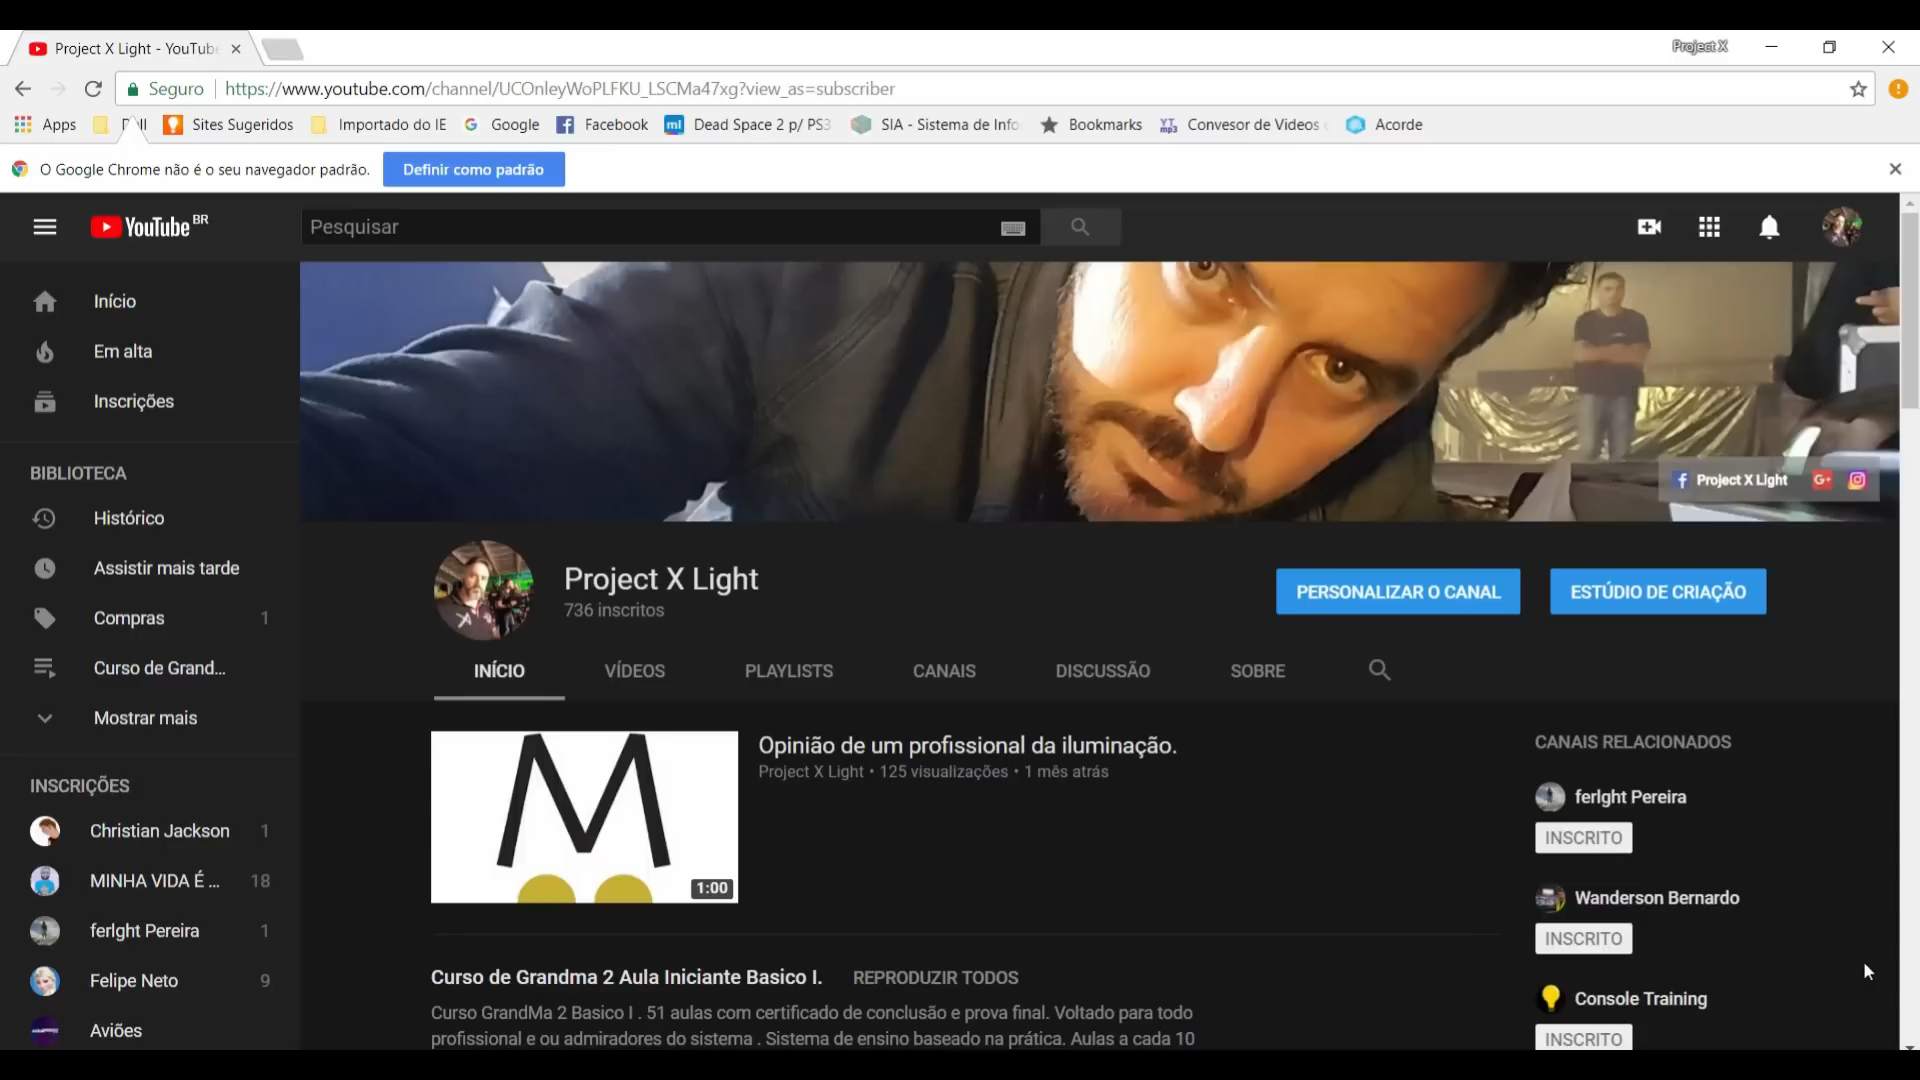 Project X Light - YouTube
Project X
Seguro
https://www.youtube.com/channel/UCOnleyWoPLFKU_LSCMa47xg?view_as=subscriber
Apps
Sites Sugeridos
Importado do IE
Google
Facebook
ml
Dead Space 2 p/ PS3
SIA - Sistema de Info
Bookmarks
YT mp3
Convesor de Videos
Acorde
O Google Chrome não é o seu navegador padrão.
Definir como padrão
YouTube BR
Pesquisar
Início
Em alta
Inscrições
BIBLIOTECA
Histórico
Assistir mais tarde
Compras 1
Curso de Grand...
Mostrar mais
INSCRIÇÕES
Christian Jackson 1
MINHA VIDA É ... 18
ferlght Pereira 1
Felipe Neto 9
Aviões
Project X Light
G+
Project X Light
736 inscritos
PERSONALIZAR O CANAL
ESTÚDIO DE CRIAÇÃO
INÍCIO
VÍDEOS
PLAYLISTS
CANAIS
DISCUSSÃO
SOBRE
M
1:00
Opinião de um profissional da iluminação.
Project X Light • 125 visualizações • 1 mês atrás
Curso de Grandma 2 Aula Iniciante Basico I. REPRODUZIR TODOS
Curso GrandMa 2 Basico I . 51 aulas com certificado de conclusão e prova final. Voltado para todo
profissional e ou admiradores do sistema . Sistema de ensino baseado na prática. Aulas a cada 10
CANAIS RELACIONADOS
ferlght Pereira
INSCRITO
Wanderson Bernardo
INSCRITO
Console Training
INSCRITO